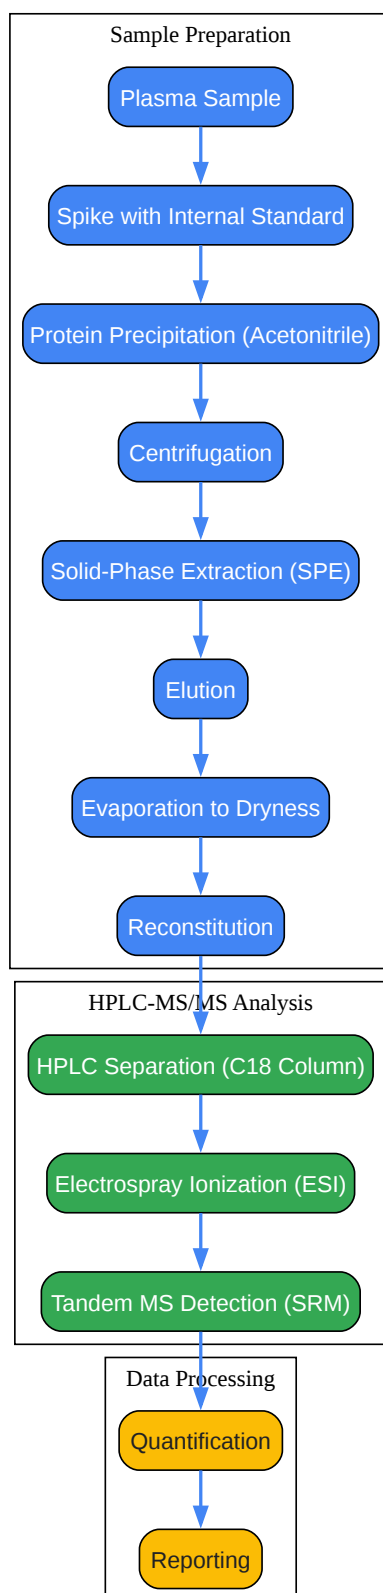 Sample Preparation
Plasma Sample
Spike with Internal Standard
Protein Precipitation (Acetonitrile)
Centrifugation
Solid-Phase Extraction (SPE)
Elution
Evaporation to Dryness
Reconstitution
HPLC-MS/MS Analysis
HPLC Separation (C18 Column)
Electrospray Ionization (ESI)
Tandem MS Detection (SRM)
Data Processing
Quantification
Reporting